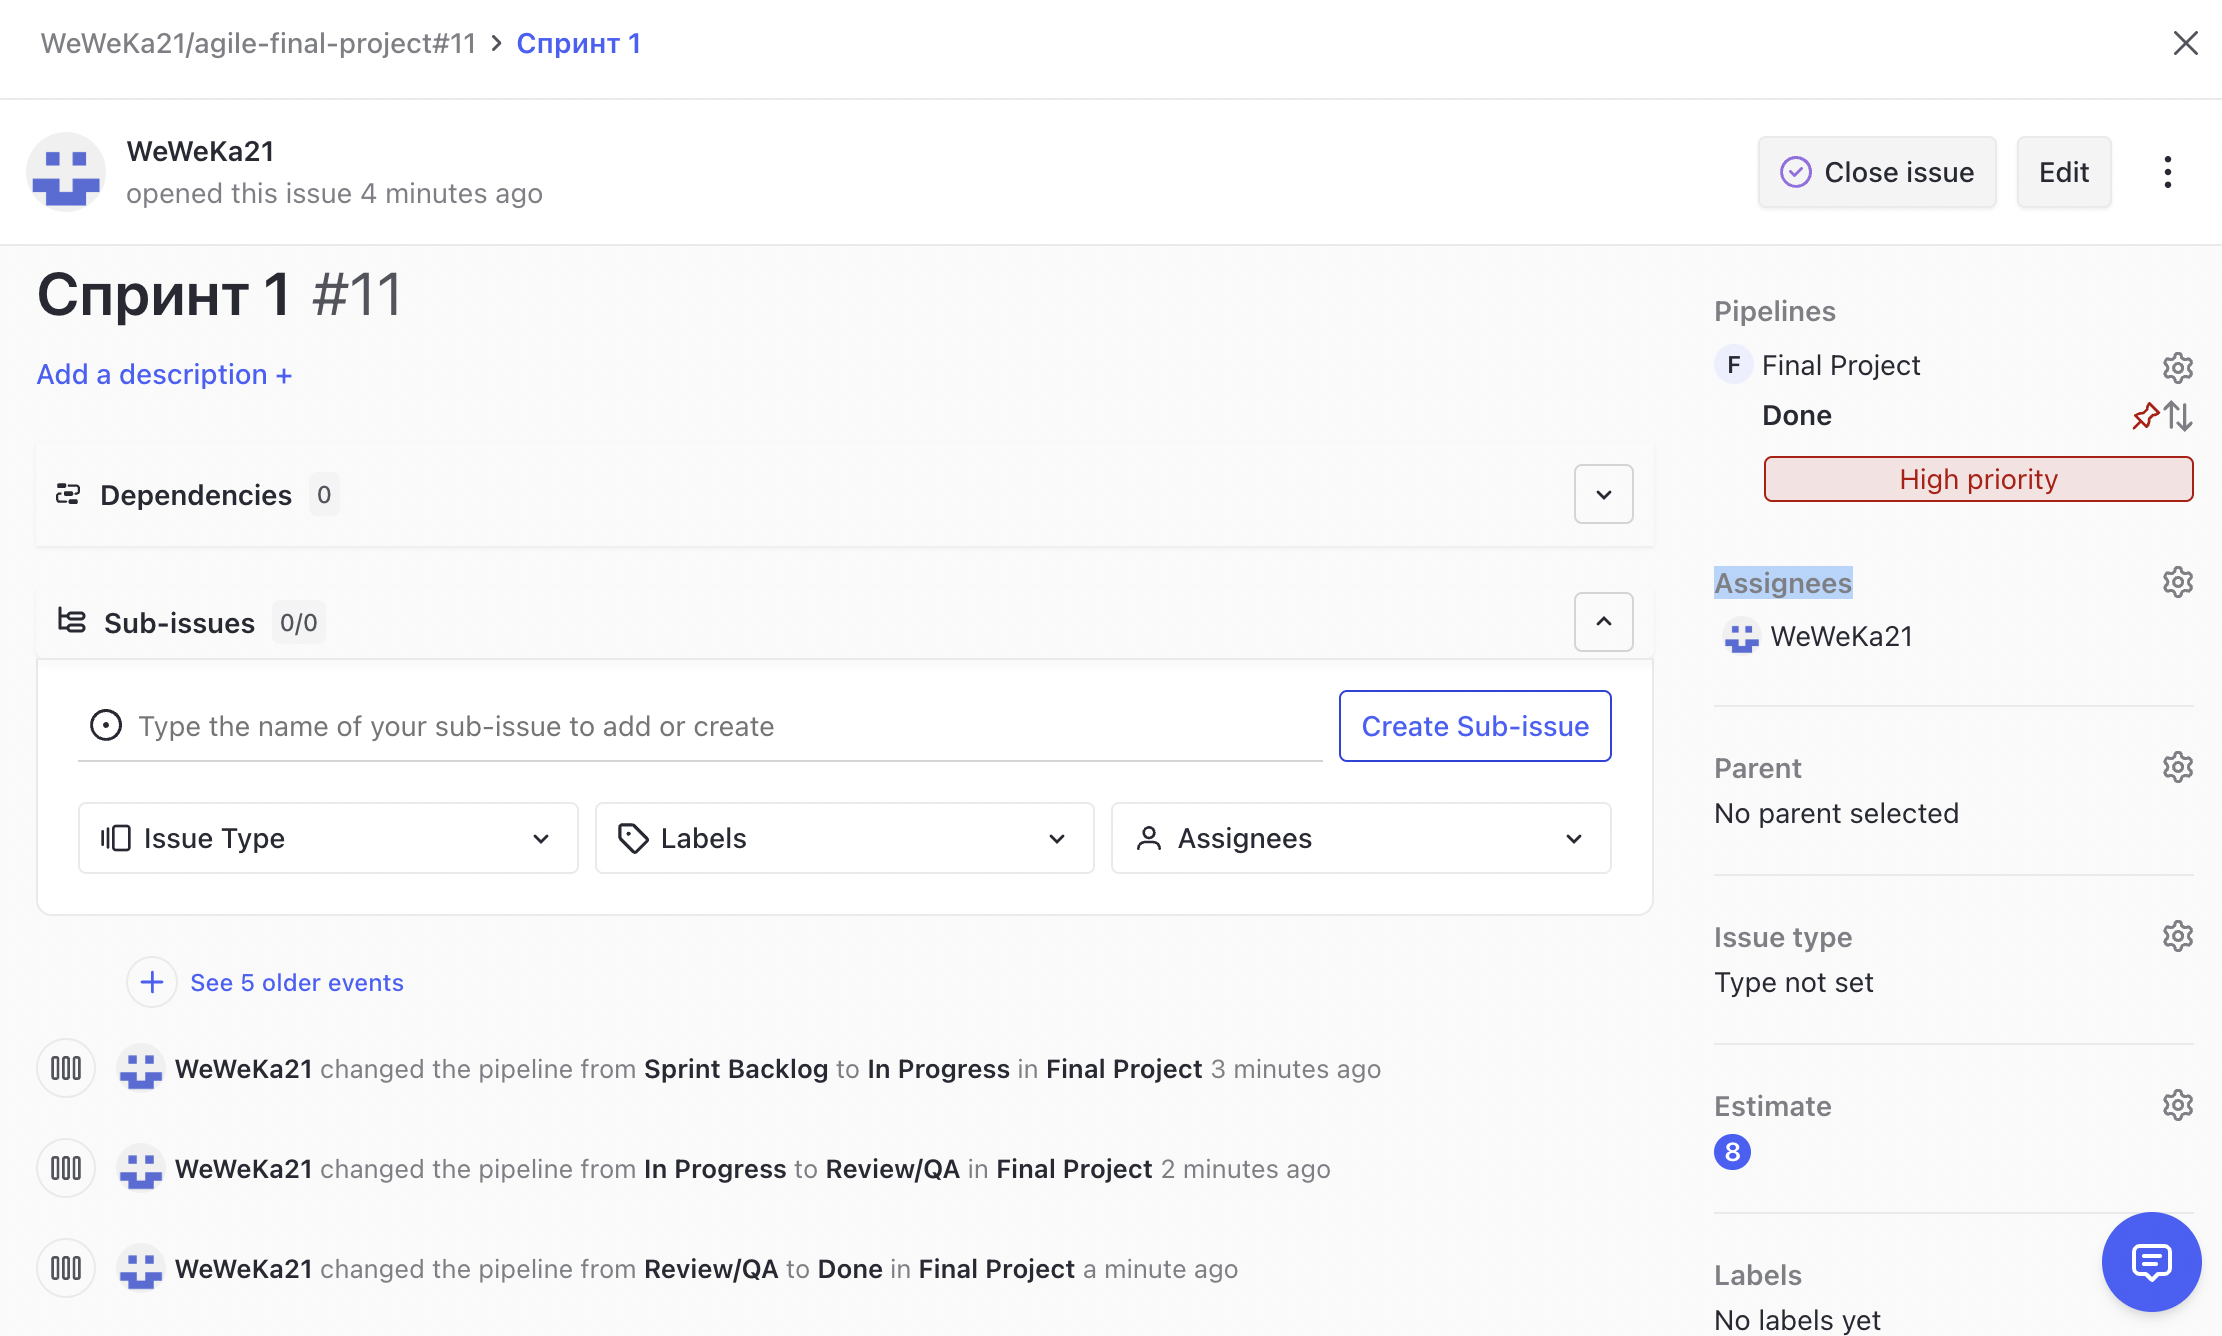 WeWeKa21/agile-final-project#11 > Спринт 1
WeWeKa21
opened this issue 4 minutes ago
Close issue
Edit
Спринт 1 #11
Add a description +
Dependencies 0
Sub-issues 0/0
Type the name of your sub-issue to add or create
Create Sub-issue
Issue Type
Labels
Assignees
See 5 older events
WeWeKa21 changed the pipeline from Sprint Backlog to In Progress in Final Project 3 minutes ago
WeWeKa21 changed the pipeline from In Progress to Review/QA in Final Project 2 minutes ago
WeWeKa21 changed the pipeline from Review/QA to Done in Final Project a minute ago
Pipelines
F Final Project
Done
High priority
Assignees
WeWeKa21
Parent
No parent selected
Issue type
Type not set
Estimate
8
Labels
No labels yet